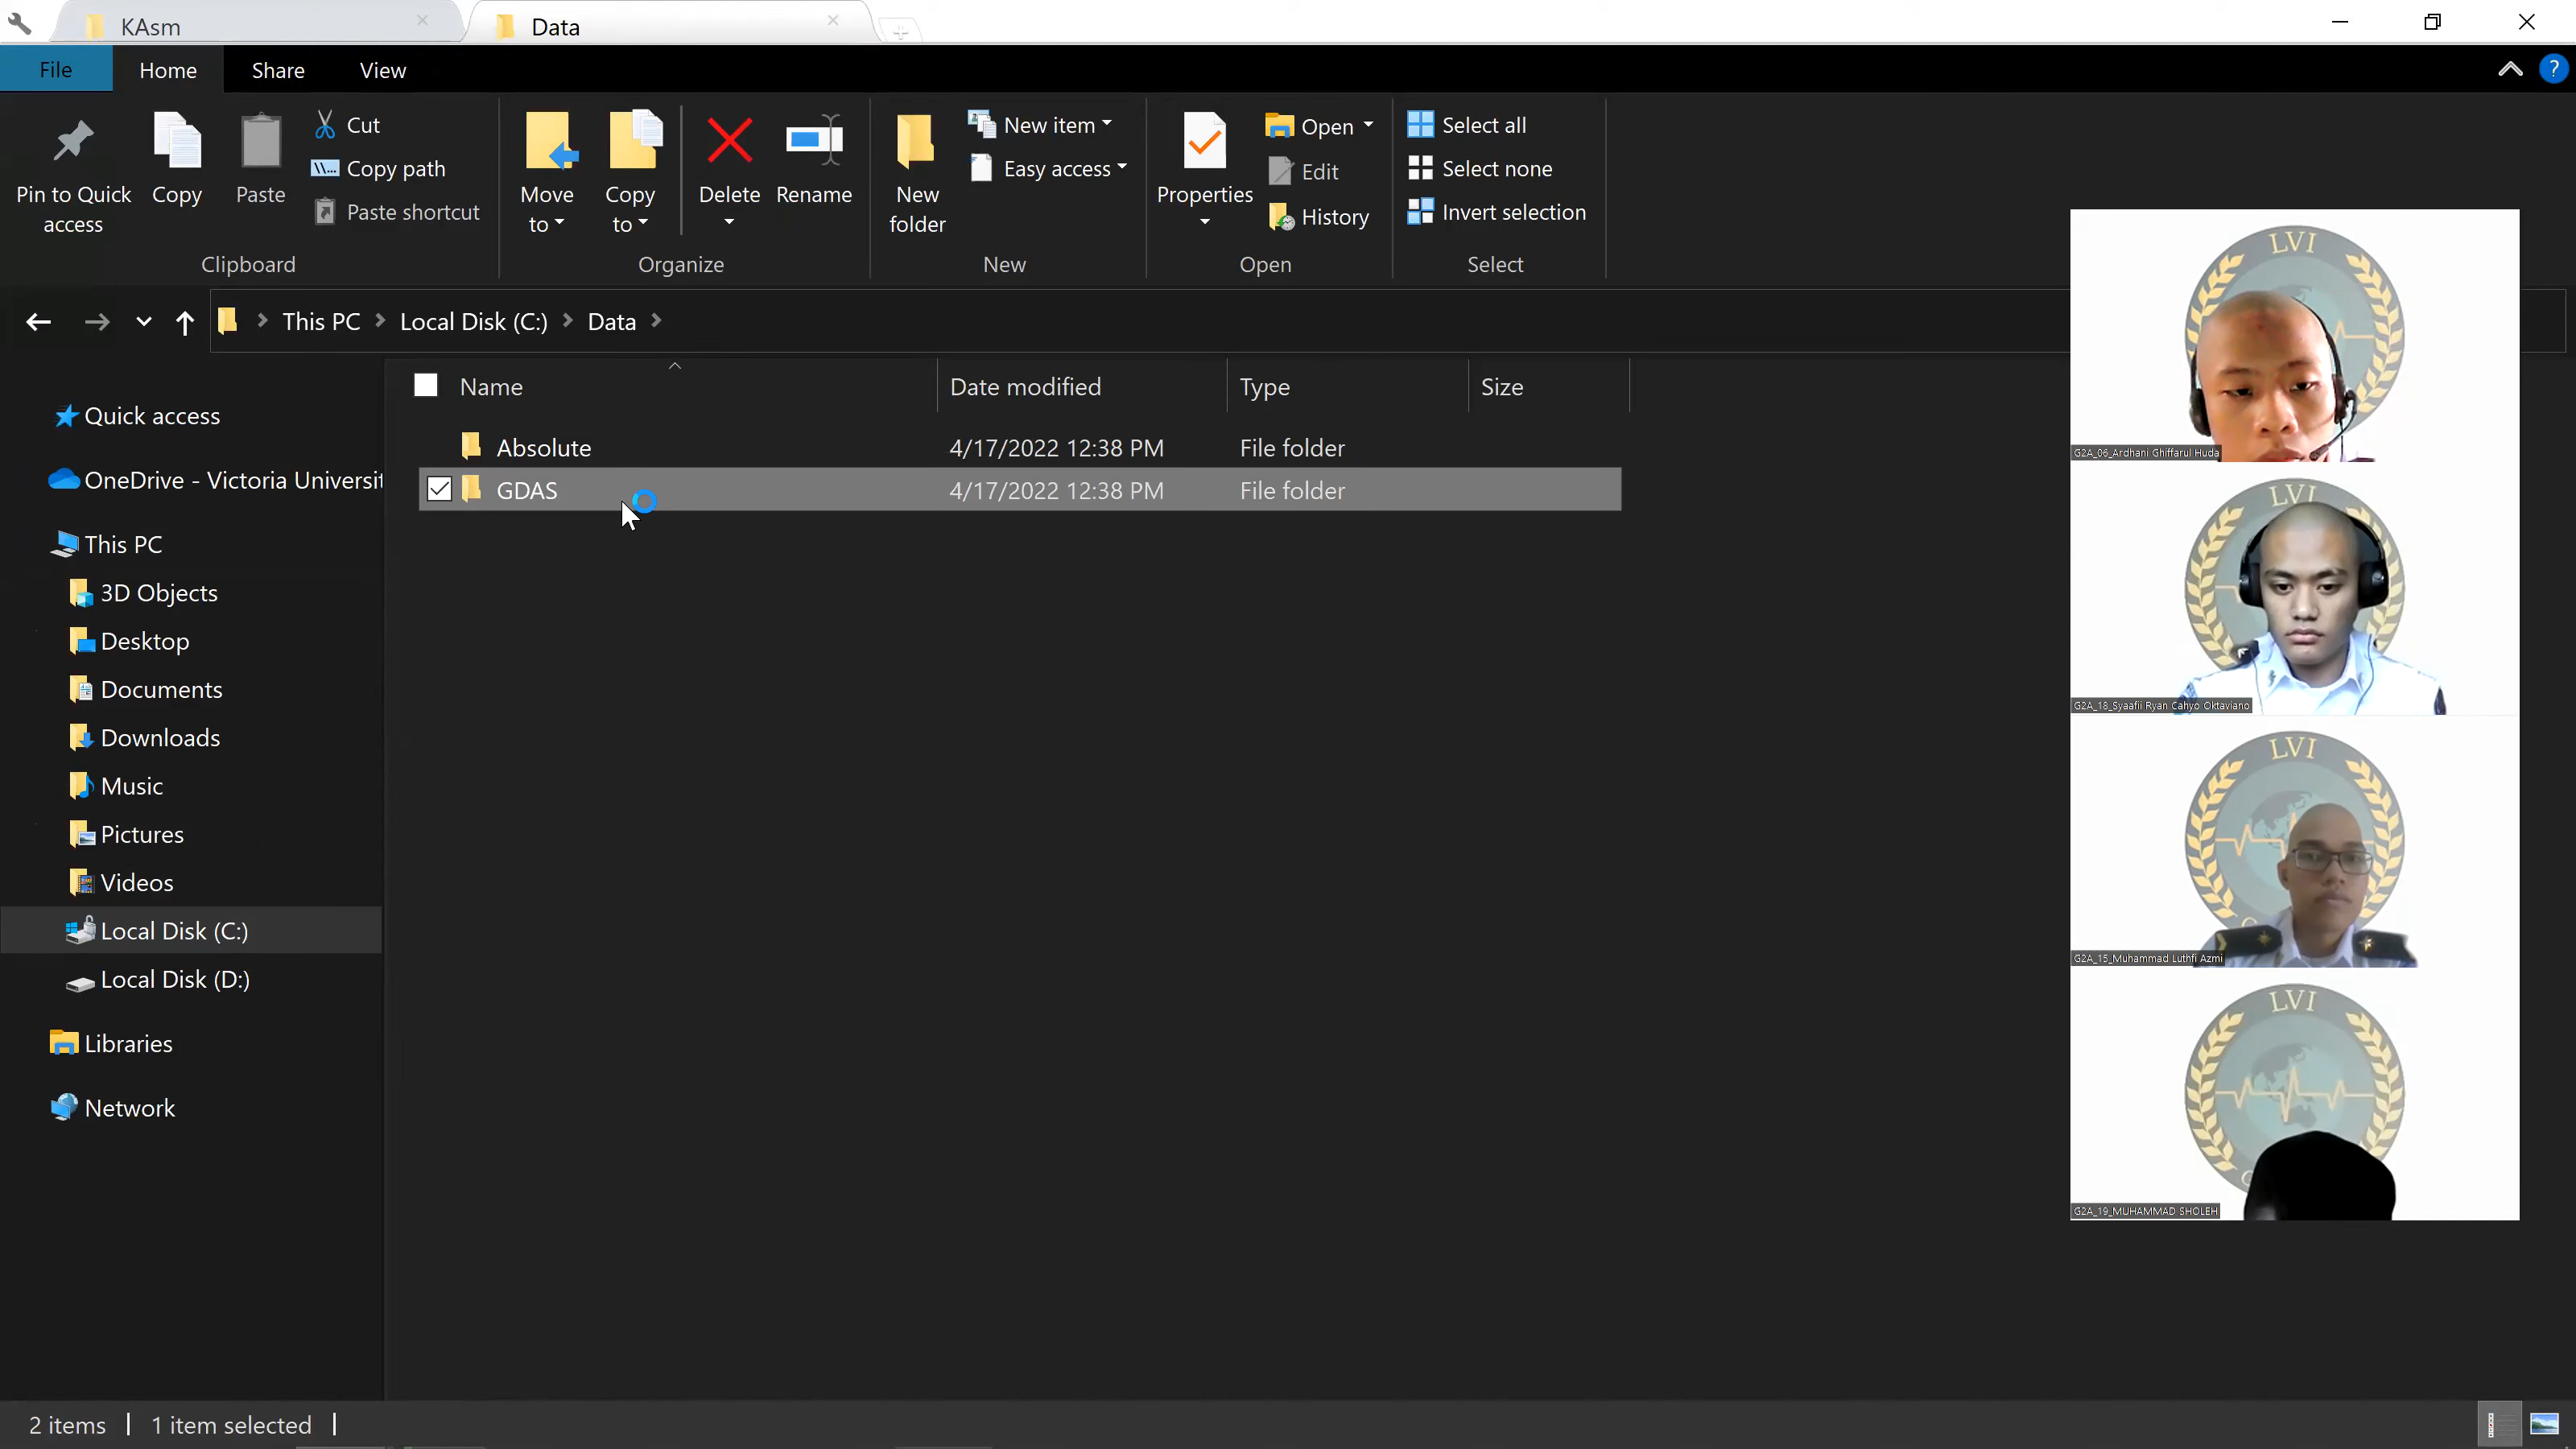 KAsm
Data
File
Home
Share
View
Pin to Quick access
Copy
Paste
Cut
Copy path
Paste shortcut
Clipboard
Move to
Copy to
Delete
Rename
Organize
New folder
New item
Easy access
New
Properties
Open
Edit
History
Open
Select all
Select none
Invert selection
Select
This PC
Local Disk (C:)
Data
Quick access
OneDrive - Victoria Universit
This PC
3D Objects
Desktop
Documents
Downloads
Music
Pictures
Videos
Local Disk (C:)
Local Disk (D:)
Libraries
Network
Name
Date modified
Type
Size
Absolute
4/17/2022 12:38 PM
File folder
GDAS
4/17/2022 12:38 PM
File folder
LVI
G2A_06_Ardhani Ghiffarul Huda
G2A_18_Syaafii Ryan Cahyo Oktaviano
LVI
G2A_15_Muhammad Luthfi Azmi
LVI
G2A_19_MUHAMMAD SHOLEH
2 items
1 item selected